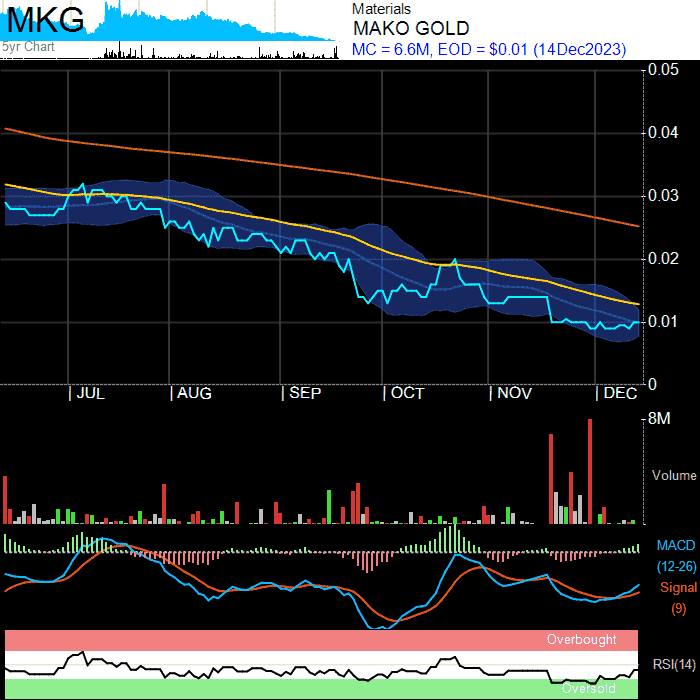 MKG
5yr Chart
Materials
MAKO GOLD
MC = 6.6M, EOD = $0.01 (14Dec2023)
0.05
0.04
0.03
0.02
0.01
0
JUL AUG SEP OCT NOV DEC
8M
Volume
MACD
(12-26)
Signal
(9)
Overbought
RSI(14)
Oversold